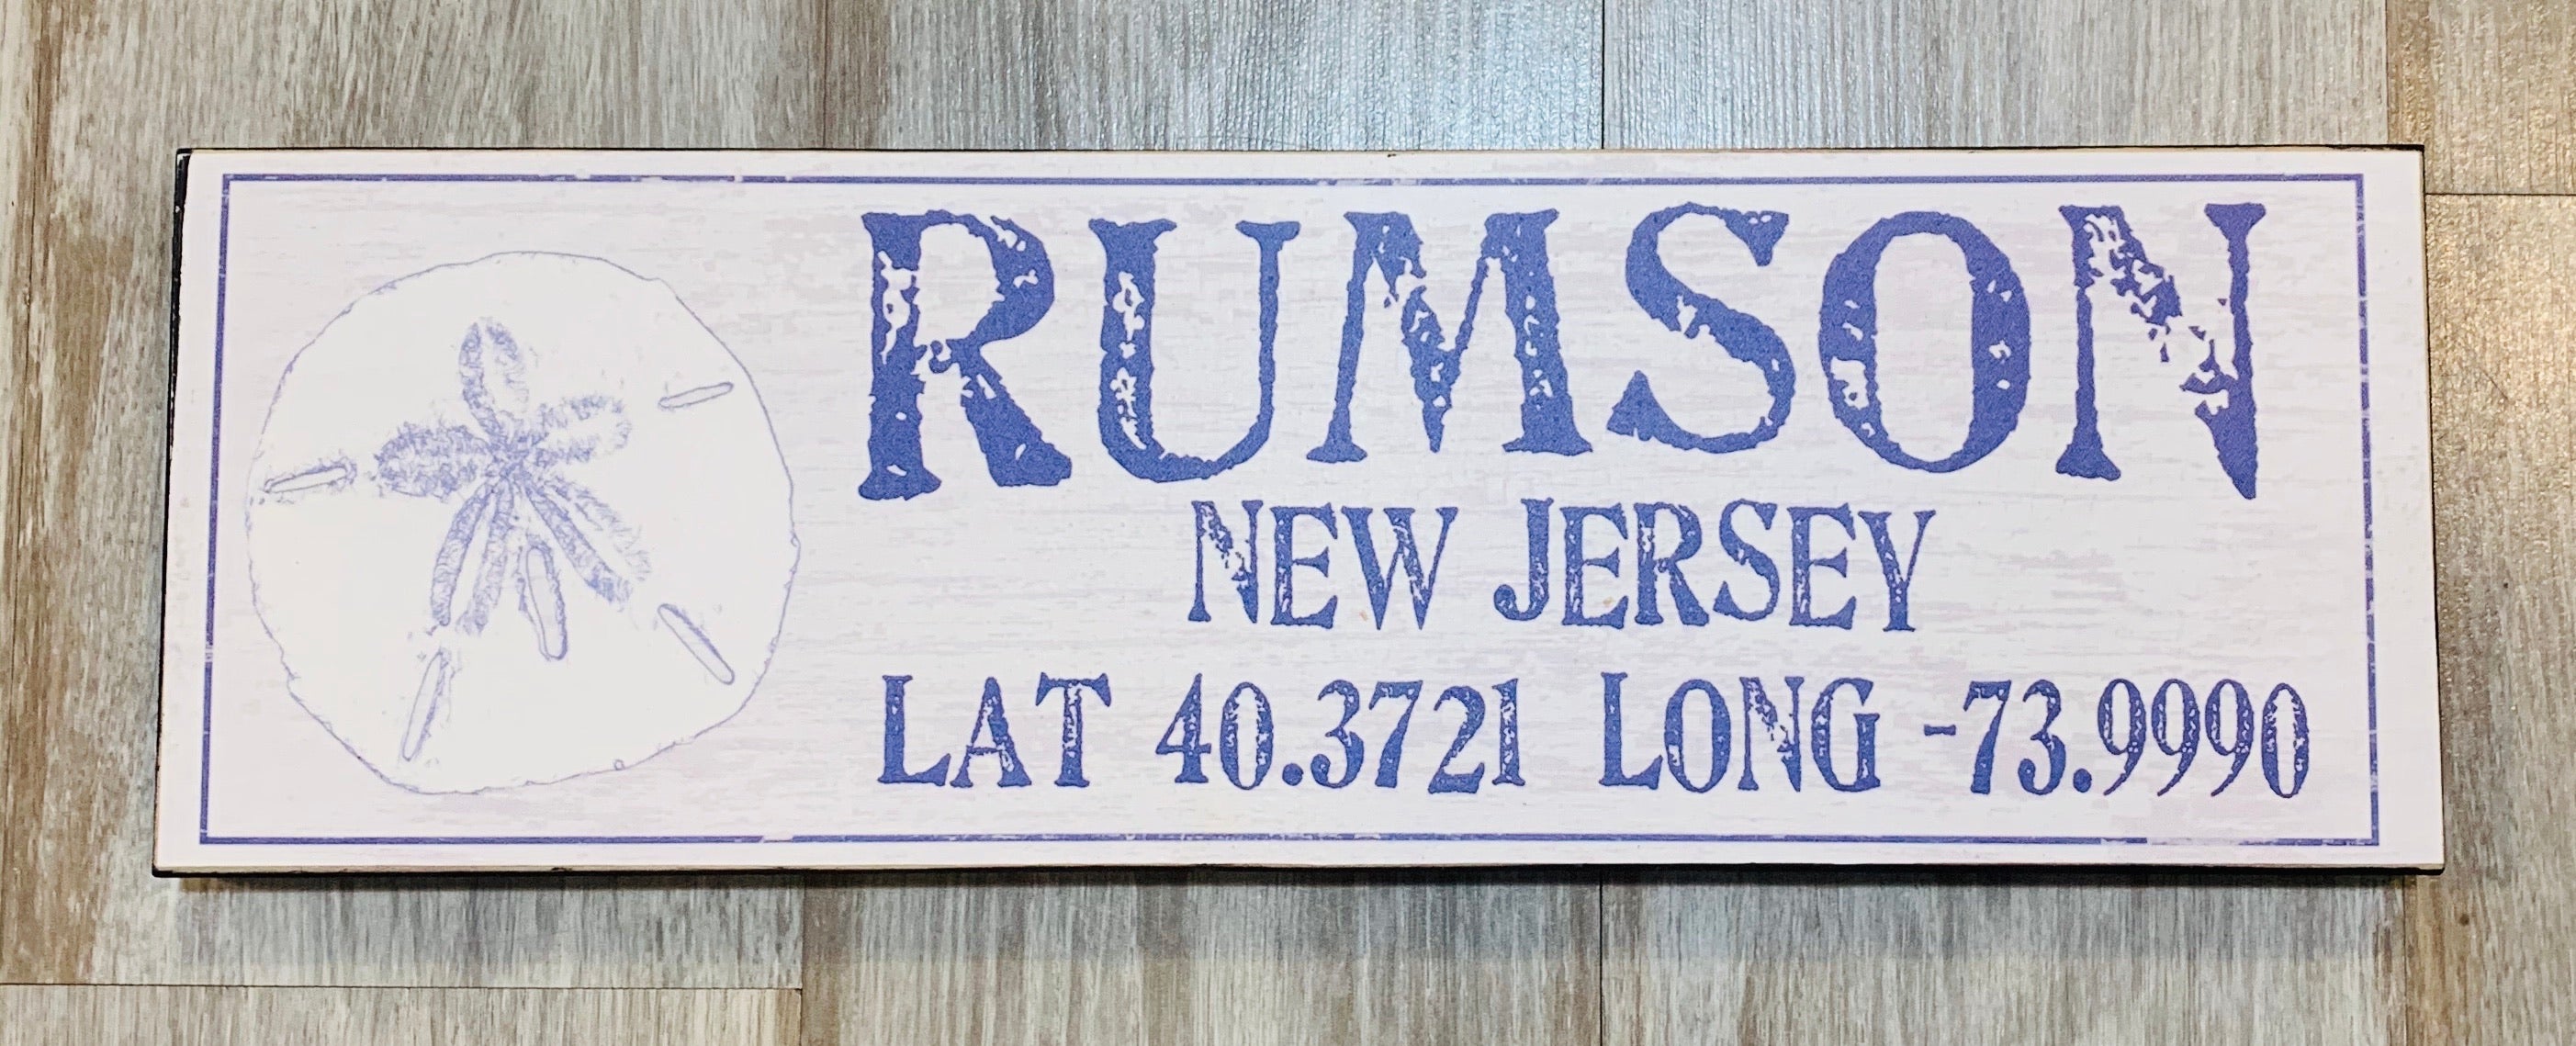 RUMSON
NEW JERSEY
LAT 40.3721 LONG -73.9990